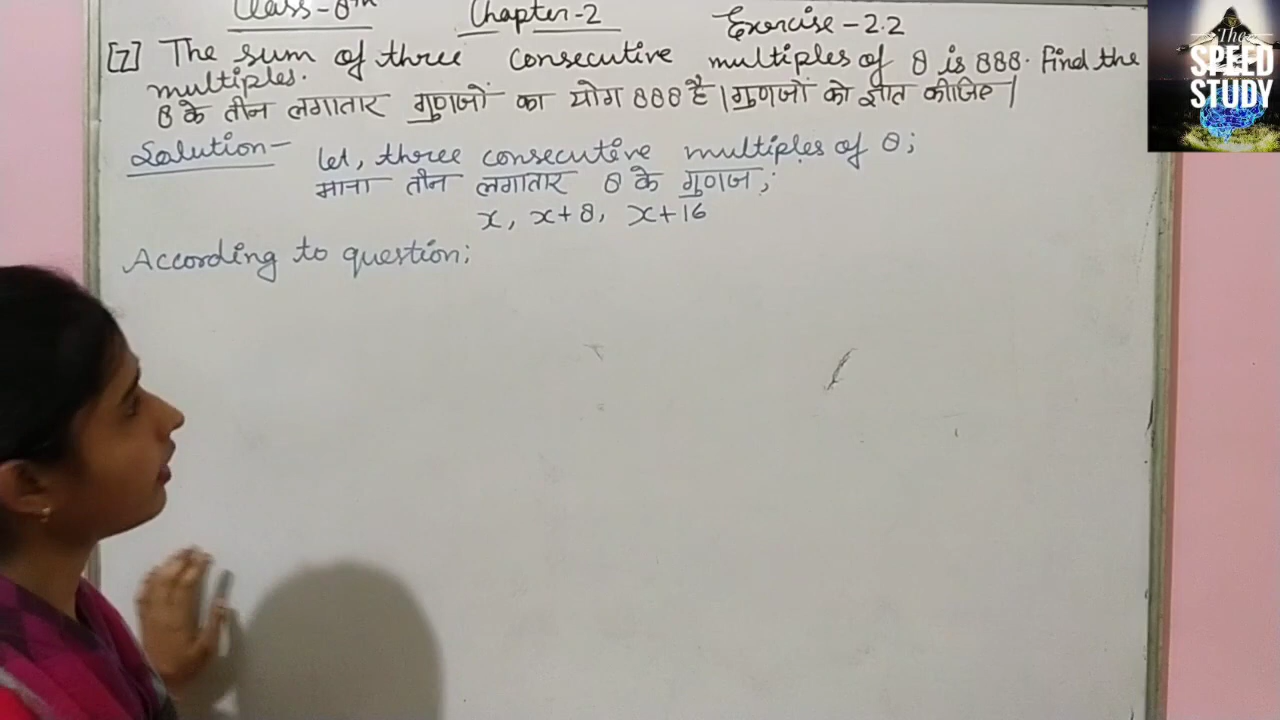 Class-8th Chapter-2 Exercise-2.2
[7] The sum of three consecutive multiples of 8 is 888. Find the
multiples.
8 के तीन लगातार गुणजों का योग 888 है। गुणजों को ज्ञात कीजिए।
Solution- Let, three consecutive multiples of 8;
माना तीन लगातार 8 के गुणज;
x, x+8, x+16
According to question;
The
SPEED
STUDY